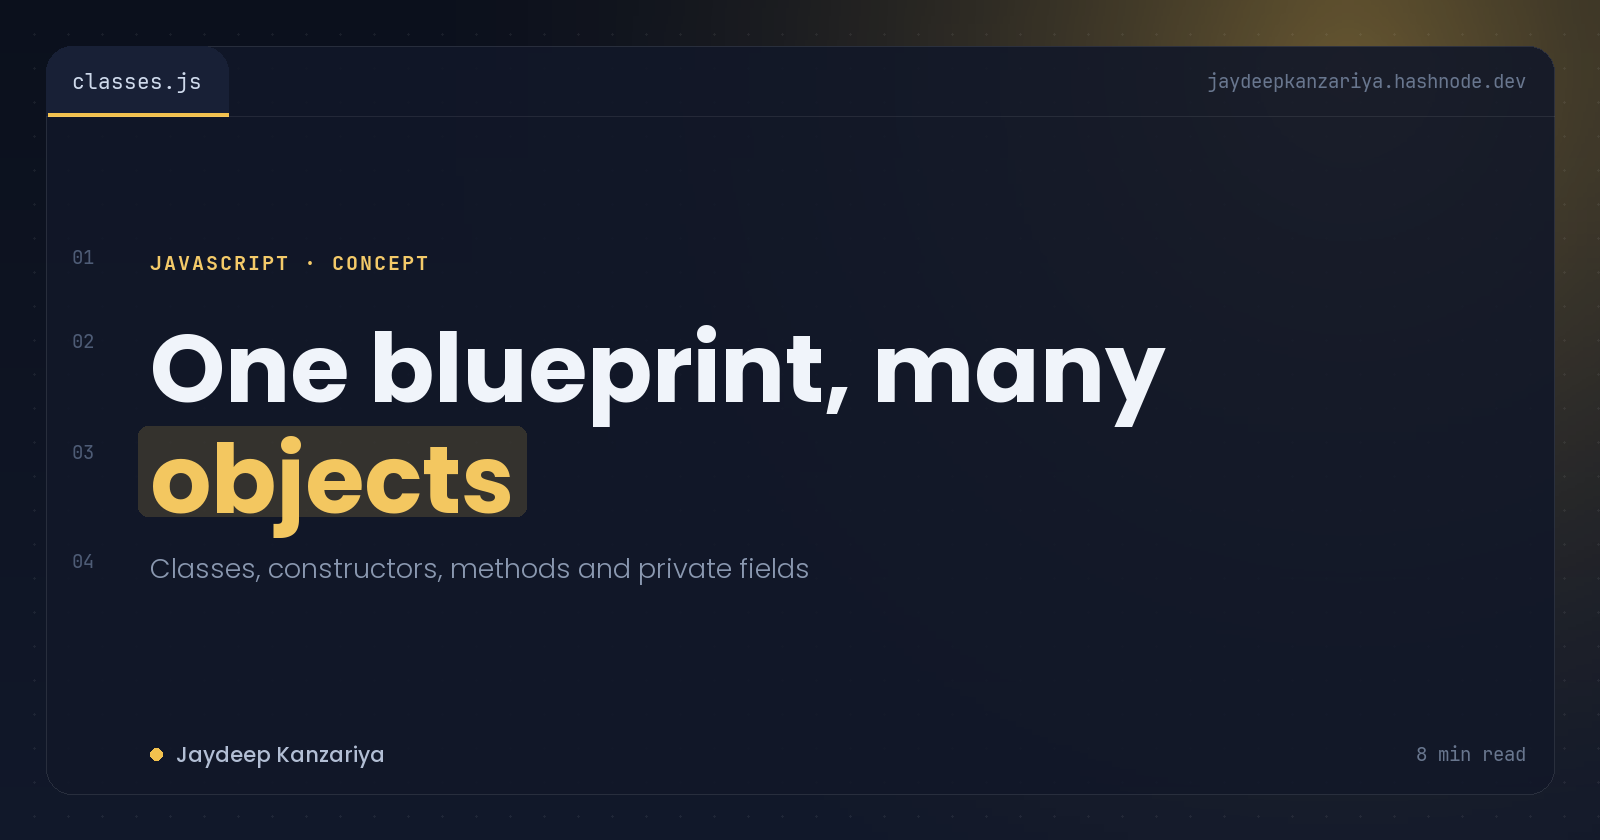 classes.js
jaydeepkanzariya.hashnode.dev
01
JAVASCRIPT · CONCEPT
02
One blueprint, many
03
objects
04
Classes, constructors, methods and private fields
Jaydeep Kanzariya
8 min read